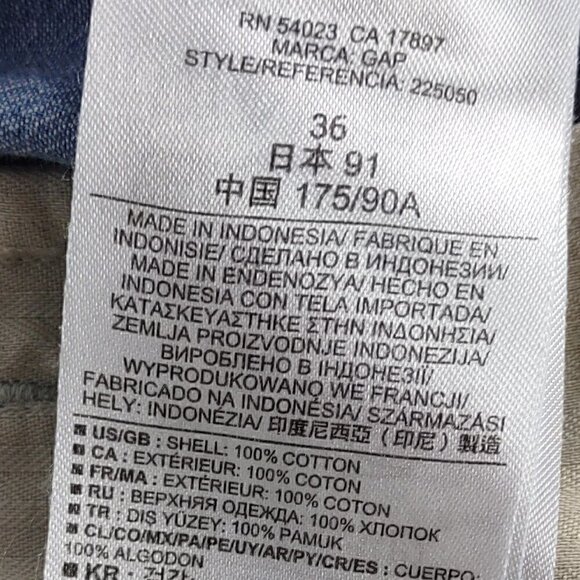 RN 54023 CA 17897
MARCA: GAP
STYLE/REFERENCIA: 225050
36
日本 91
中国 175/90A
MADE IN INDONESIA/ FABRIQUE EN
INDONISIE/ СДЕЛАНО В ИНДОНЕЗИИ/
MADE IN ENDENOZYA/ HECHO EN
INDONESIA CON TELA IMPORTADA/
ΚΑΤΑΣΚΕΥΑΣΤΗΚΕ ΣΤΗΝ ΙΝΔΟΝΗΣΙΑ/
ZEMLJA PROIZVODNJE INDONEZIJA/
ВИРОБЛЕНО В ІНДОНЕЗІЇ/
WYPRODUKOWANO WE FRANCJI/
FABRICADO NA INDONÉSIA/ SZÁRMAZÁSI
HELY: INDONÉZIA/ 印度尼西亞 (印尼) 製造
US/GB : SHELL: 100% COTTON
CA : EXTÉRIEUR: 100% COTON
FR/MA : EXTÉRIEUR: 100% COTON
RU : ВЕРХНЯЯ ОДЕЖДА: 100% ХЛОПОК
TR : DIŞ YÜZEY: 100% PAMUK
CL/CO/MX/PA/PE/UY/AR/PY/CR/ES : CUERPO:
100% ALGODON
KR :